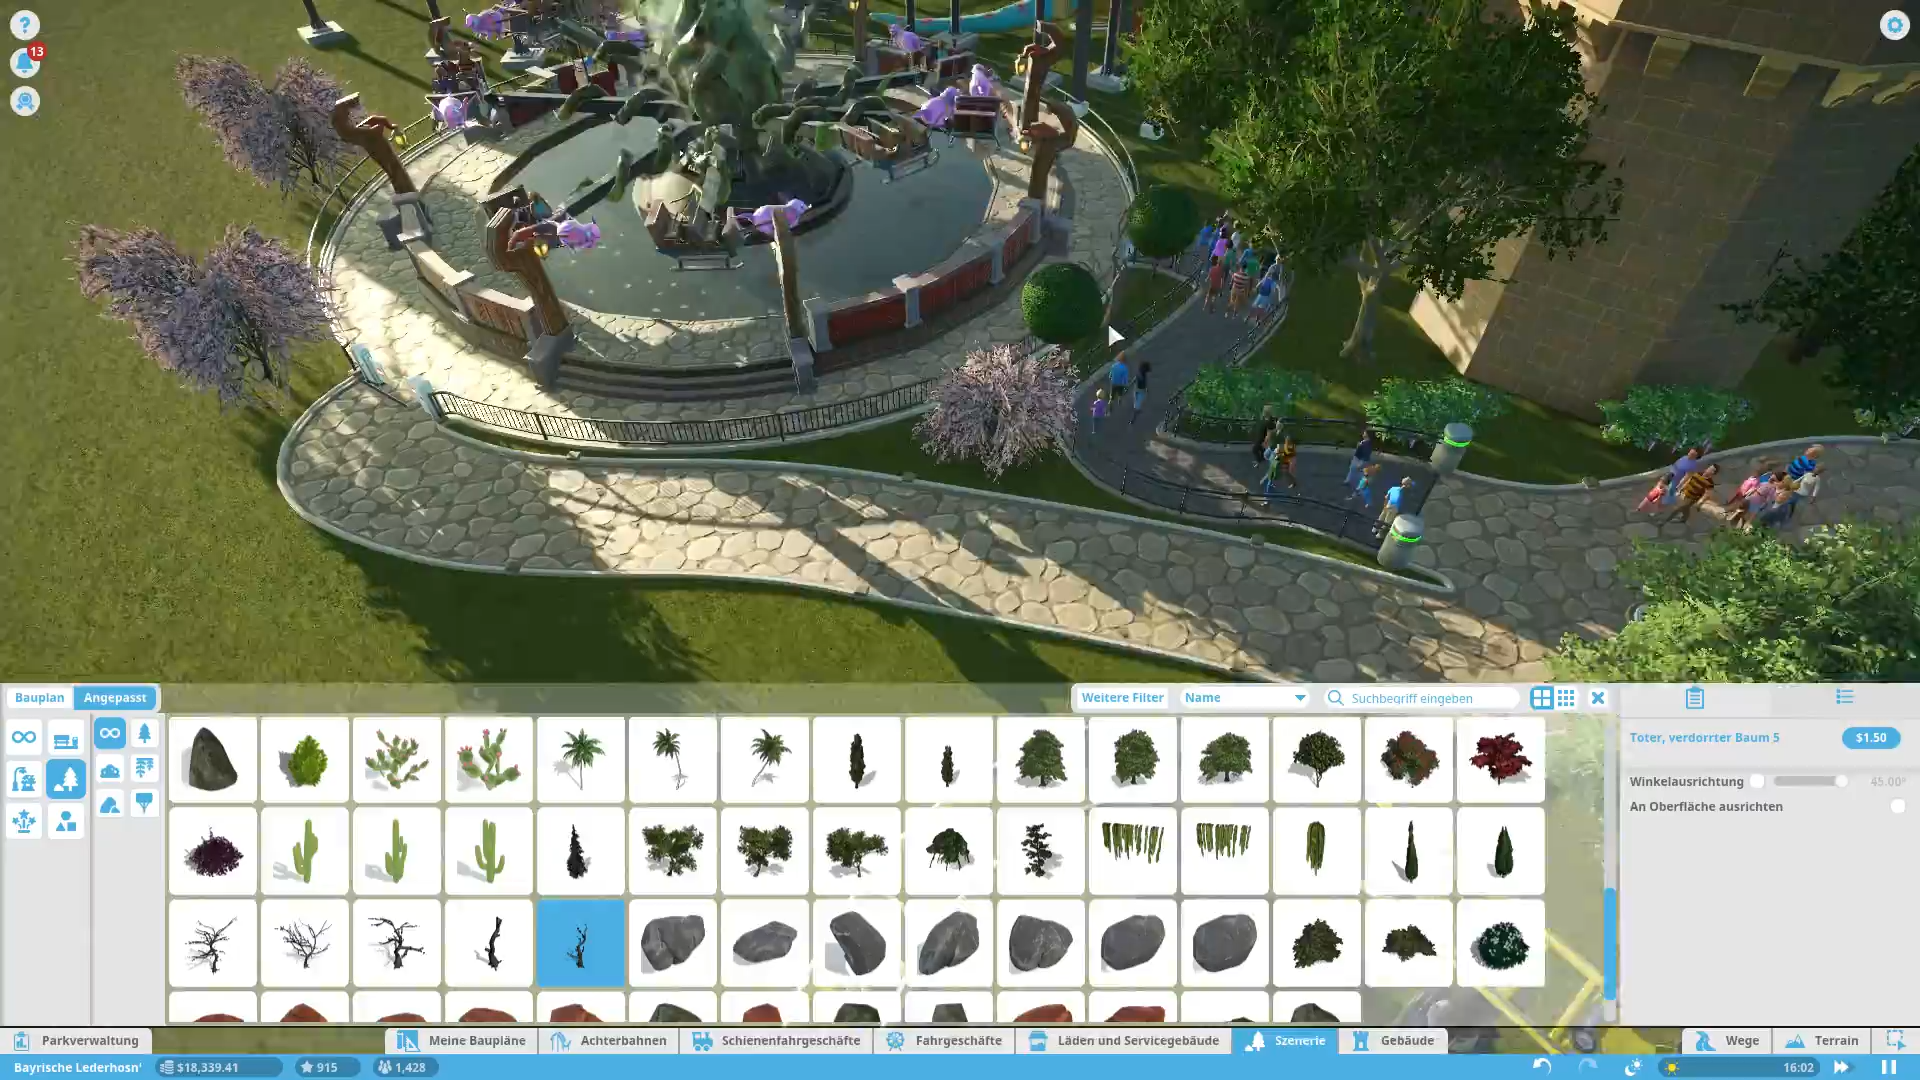 ?
13
Bauplan
Angepasst
Weitere Filter
Name
Suchbegriff eingeben
Toter, verdorrter Baum 5
$1.50
Winkelausrichtung
45.00°
An Oberfläche ausrichten
Parkverwaltung
Meine Baupläne
Achterbahnen
Schienenfahrgeschäfte
Fahrgeschäfte
Läden und Servicegebäude
Szenerie
Gebäude
Wege
Terrain
Bayrische Lederhosn'
$18,339.41
915
1,428
16:02